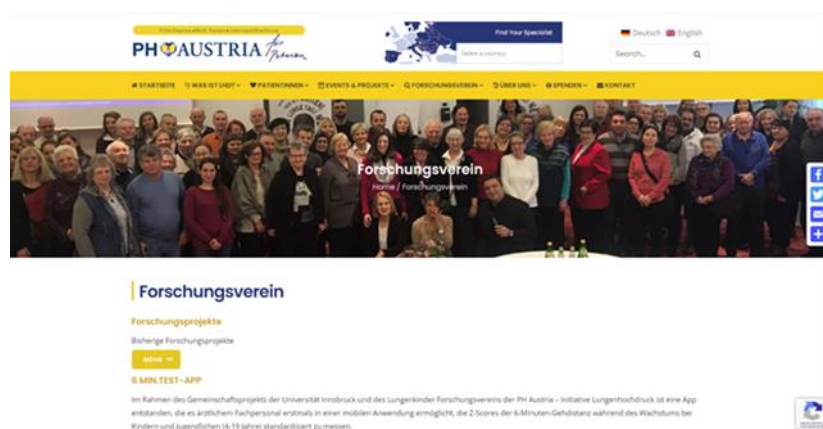 PH AUSTRIA for Patienten
Find Your Specialist
Select a country
Deutsch English
Search...
STARTSEITE WAS IST LHD? PATIENTINNEN EVENTS & PROJEKTE FORSCHUNGSVEREIN ÜBER UNS SPENDEN KONTAKT
Forschungsverein
Home / Forschungsverein
Forschungsverein
Forschungsprojekte
Bisherige Forschungsprojekte
MEHR
6 MIN.TEST-APP
Im Rahmen des Gemeinschaftsprojekts der Universität Innsbruck und des Lungenkinder Forschungsvereins der PH Austria - Initiative Lungenhochdruck ist eine App
entstanden, die es ärztlichem Fachpersonal erstmals in einer mobilen Anwendung ermöglicht, die Z-Scores der 6-Minuten-Gehdistanz während des Wachstums bei
Kindern und Jugendlichen (4-19 Jahre) standardisiert zu messen.